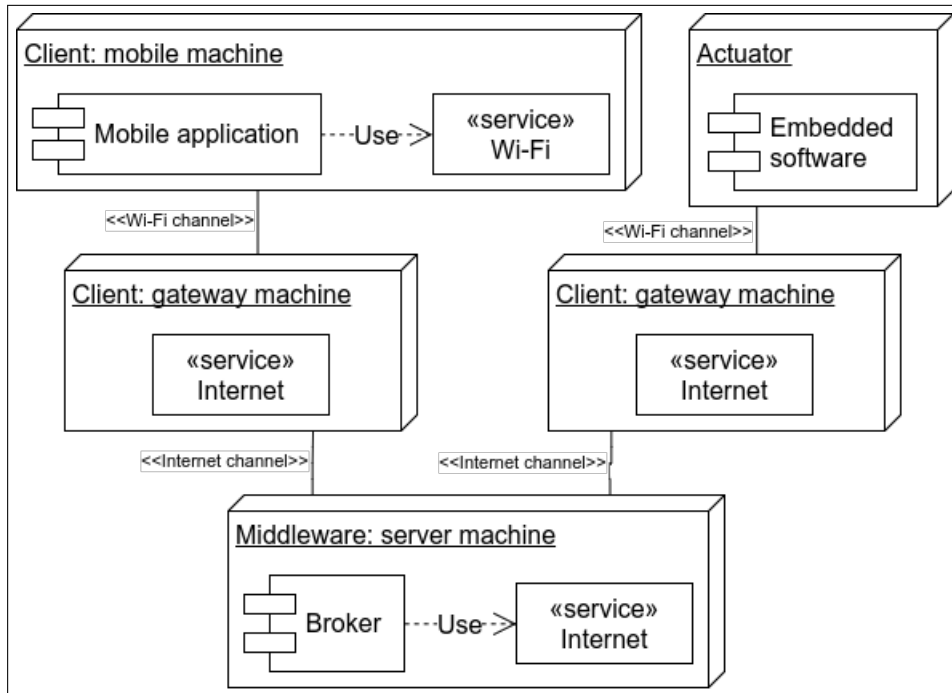 Client: mobile machine
Mobile application
Use
«service»
Wi-Fi
Actuator
Embedded
software
<<Wi-Fi channel>>
<<Wi-Fi channel>>
Client: gateway machine
«service»
Internet
Client: gateway machine
«service»
Internet
<<Internet channel>>
<<Internet channel>>
Middleware: server machine
Broker
Use
«service»
Internet